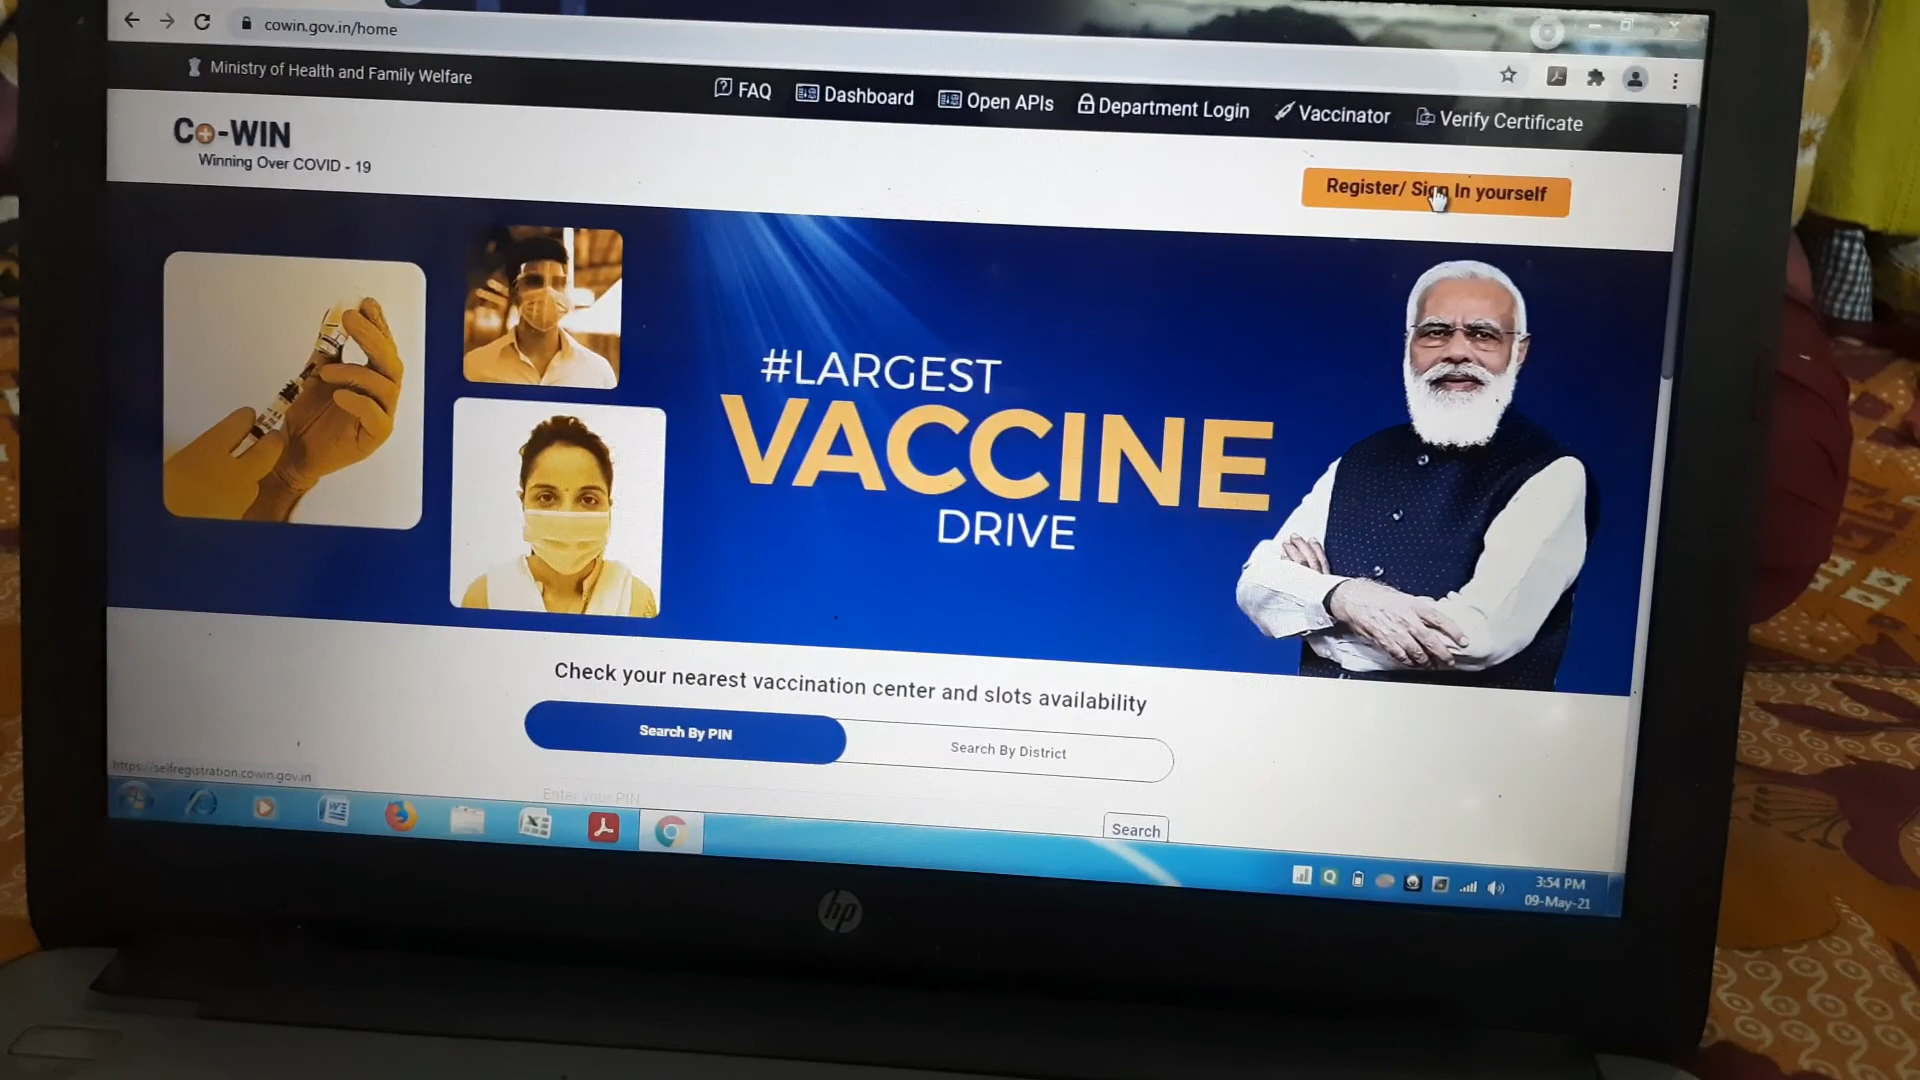 cowin.gov.in/home
Ministry of Health and Family Welfare
FAQ
Dashboard
Open APIs
Department Login
Vaccinator
Verify Certificate
Co-WIN
Winning Over COVID - 19
Register/ Sign In yourself
#LARGEST
VACCINE
DRIVE
Check your nearest vaccination center and slots availability
Search By PIN
Search By District
Enter your PIN
Search
https://selfregistration.cowin.gov.in
3:54 PM
09-May-21
hp